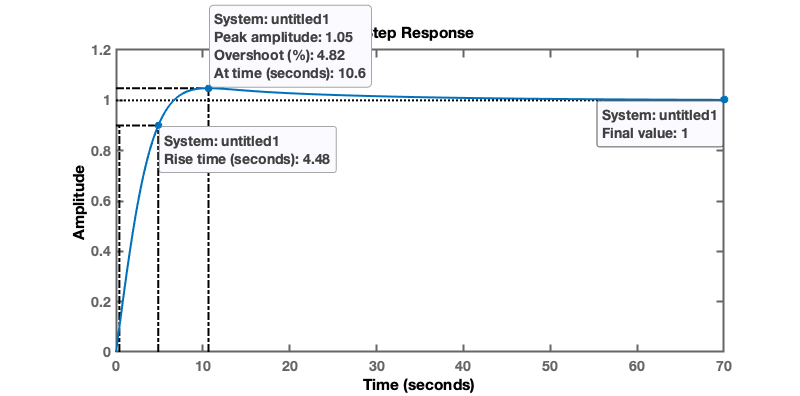 System: untitled1
Peak amplitude: 1.05
Overshoot (%): 4.82
At time (seconds): 10.6
tep Response
1.2
1
0.8
0.6
0.4
0.2
0
Amplitude
System: untitled1
Rise time (seconds): 4.48
System: untitled1
Final value: 1
0 10 20 30 40 50 60 70
Time (seconds)